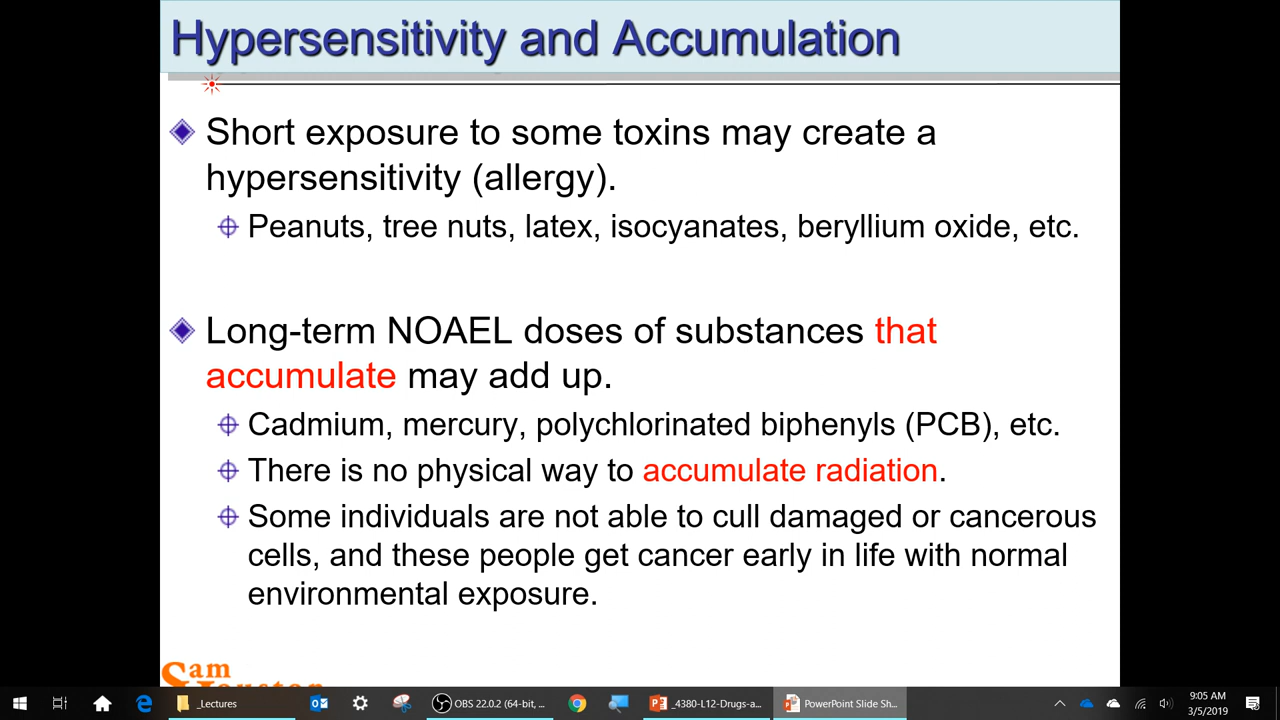 Hypersensitivity and Accumulation
Short exposure to some toxins may create a
hypersensitivity (allergy).
Peanuts, tree nuts, latex, isocyanates, beryllium oxide, etc.
Long-term NOAEL doses of substances that
accumulate may add up.
Cadmium, mercury, polychlorinated biphenyls (PCB), etc.
There is no physical way to accumulate radiation.
Some individuals are not able to cull damaged or cancerous
cells, and these people get cancer early in life with normal
environmental exposure.
Sam
Houston
_Lectures
OBS 22.0.2 (64-bit, ...
_4380-L12-Drugs-a...
PowerPoint Slide Sh...
9:05 AM
3/5/2019